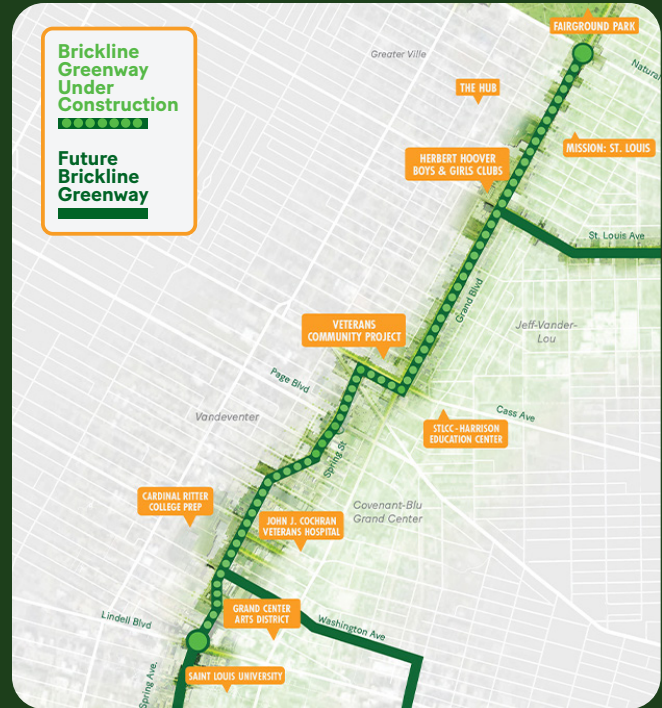 Brickline
Greenway
Under
Construction
Future
Brickline
Greenway
FAIRGROUND PARK
Greater Ville
Natural
THE HUB
MISSION: ST. LOUIS
HERBERT HOOVER
BOYS & GIRLS CLUBS
St. Louis Ave
Grand Blvd
VETERANS
COMMUNITY PROJECT
Jeff-Vander-
Lou
Page Blvd
Cass Ave
Vandeventer
STLCC-HARRISON
EDUCATION CENTER
Spring St
CARDINAL RITTER
COLLEGE PREP
Covenant-Blu
Grand Center
JOHN J. COCHRAN
VETERANS HOSPITAL
GRAND CENTER
ARTS DISTRICT
Lindell Blvd
Washington Ave
Spring Ave.
SAINT LOUIS UNIVERSITY